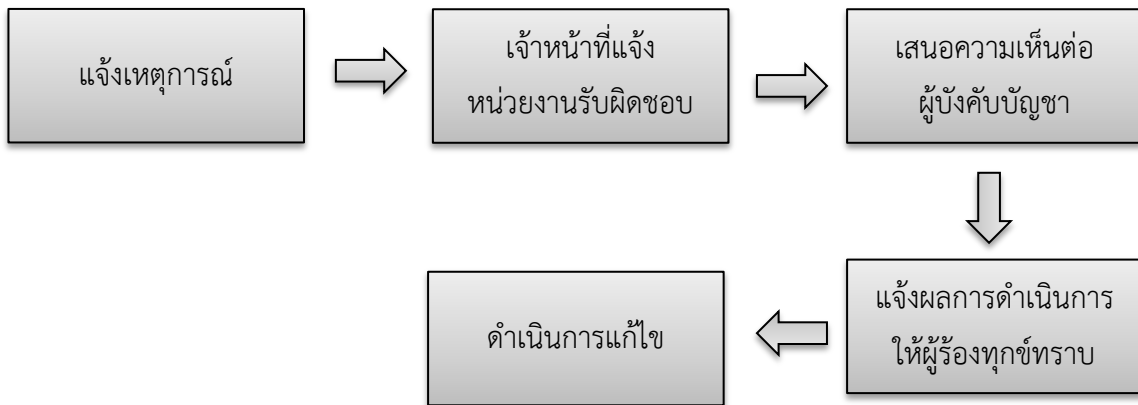 แจ้งเหตุการณ์
เจ้าหน้าที่แจ้ง
หน่วยงานรับผิดชอบ
เสนอความเห็นต่อ
ผู้บังคับบัญชา
แจ้งผลการดำเนินการ
ให้ผู้ร้องทุกข์ทราบ
ดำเนินการแก้ไข